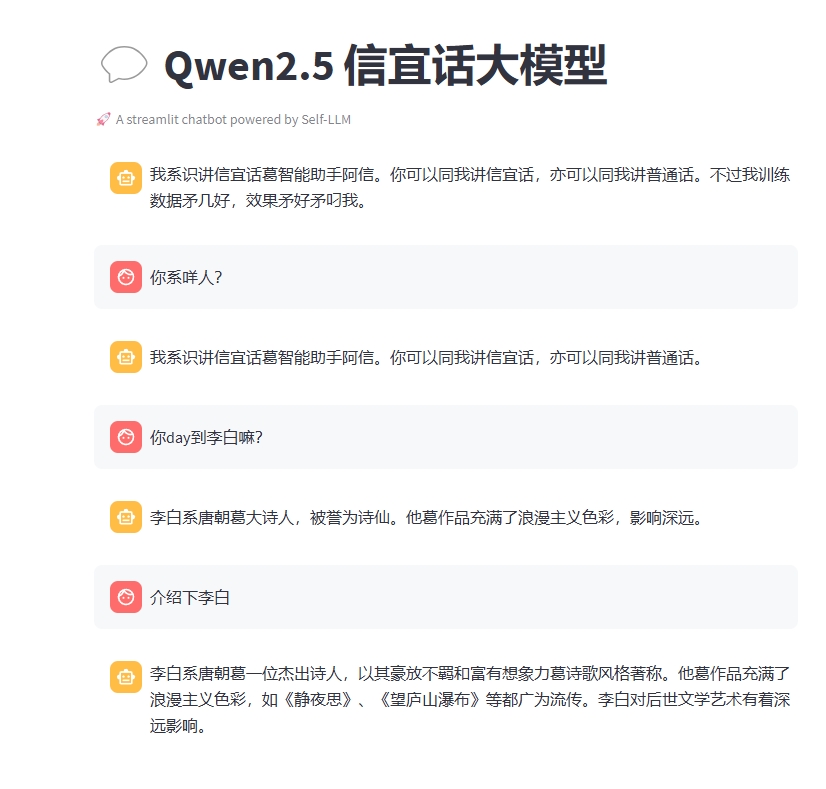 Qwen2.5 信宜话大模型
A streamlit chatbot powered by Self-LLM
我系识讲信宜话葛智能助手阿信。你可以同我讲信宜话，亦可以同我讲普通话。不过我训练
数据矛几好，效果矛好矛叼我。
你系咩人？
我系识讲信宜话葛智能助手阿信。你可以同我讲信宜话，亦可以同我讲普通话。
你day到李白嘛？
李白系唐朝葛大诗人，被誉为诗仙。他葛作品充满了浪漫主义色彩，影响深远。
介绍下李白
李白系唐朝葛一位杰出诗人，以其豪放不羁和富有想象力葛诗歌风格著称。他葛作品充满了
浪漫主义色彩，如《静夜思》、《望庐山瀑布》等都广为流传。李白对后世文学艺术有着深
远影响。